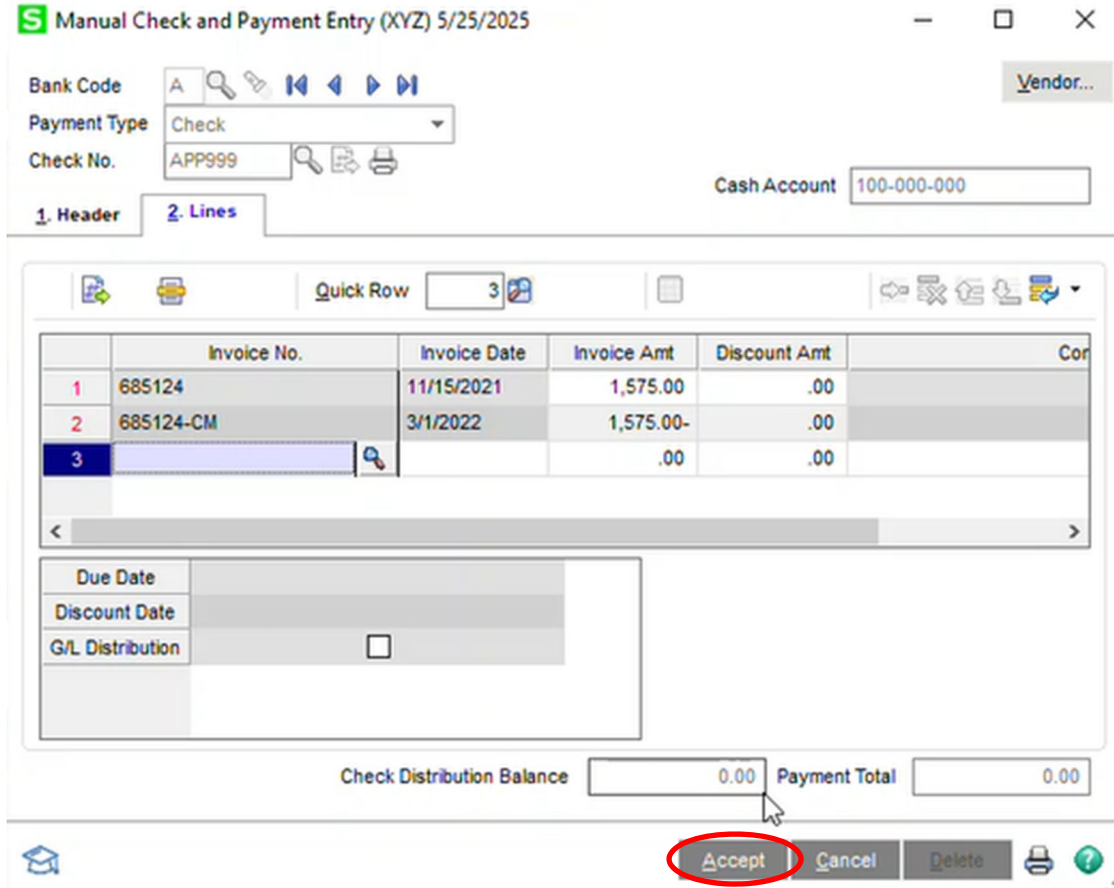 S Manual Check and Payment Entry (XYZ) 5/25/2025
Bank Code A
Vendor...
Payment Type Check
Check No. APP999
Cash Account 100-000-000
1. Header 2. Lines
Quick Row 3
Invoice No. Invoice Date Invoice Amt Discount Amt Cor
1 685124 11/15/2021 1,575.00 .00
2 685124-CM 3/1/2022 1,575.00- .00
3 .00 .00
Due Date
Discount Date
G/L Distribution
Check Distribution Balance 0.00 Payment Total 0.00
Accept Cancel Delete ?